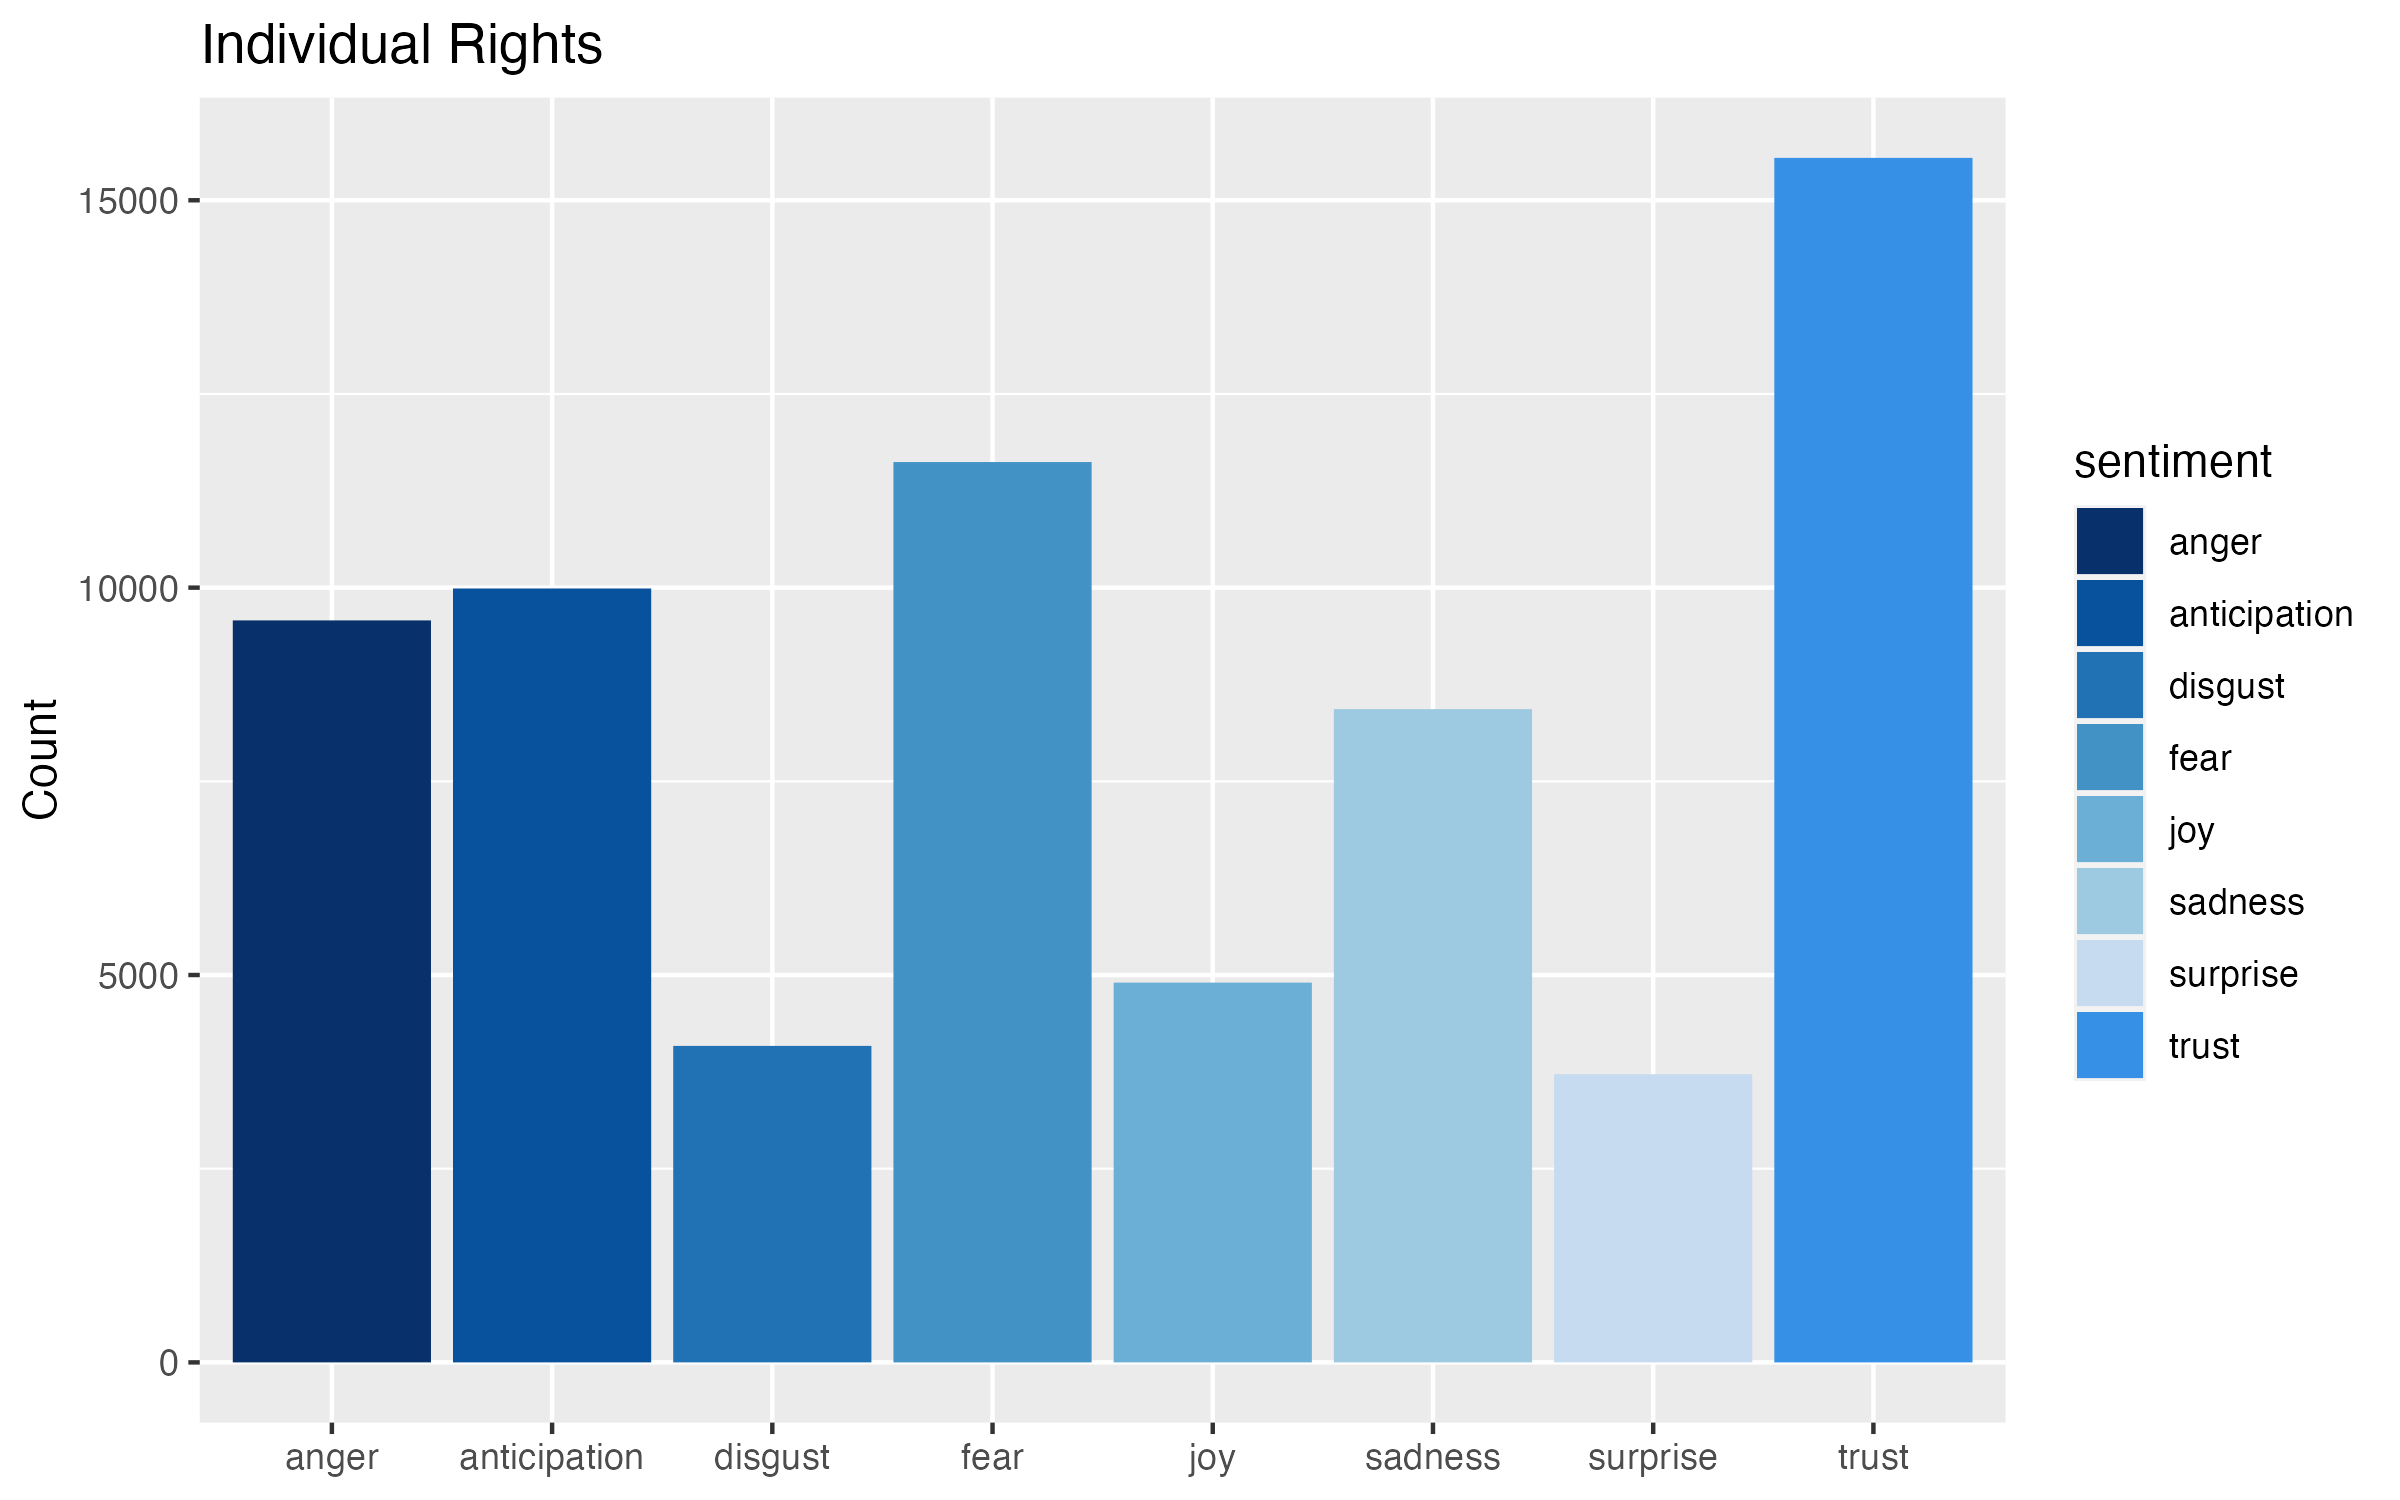 Individual Rights
Count
15000
10000
5000
0
anger
anticipation
disgust
fear
joy
sadness
surprise
trust
sentiment
anger
anticipation
disgust
fear
joy
sadness
surprise
trust